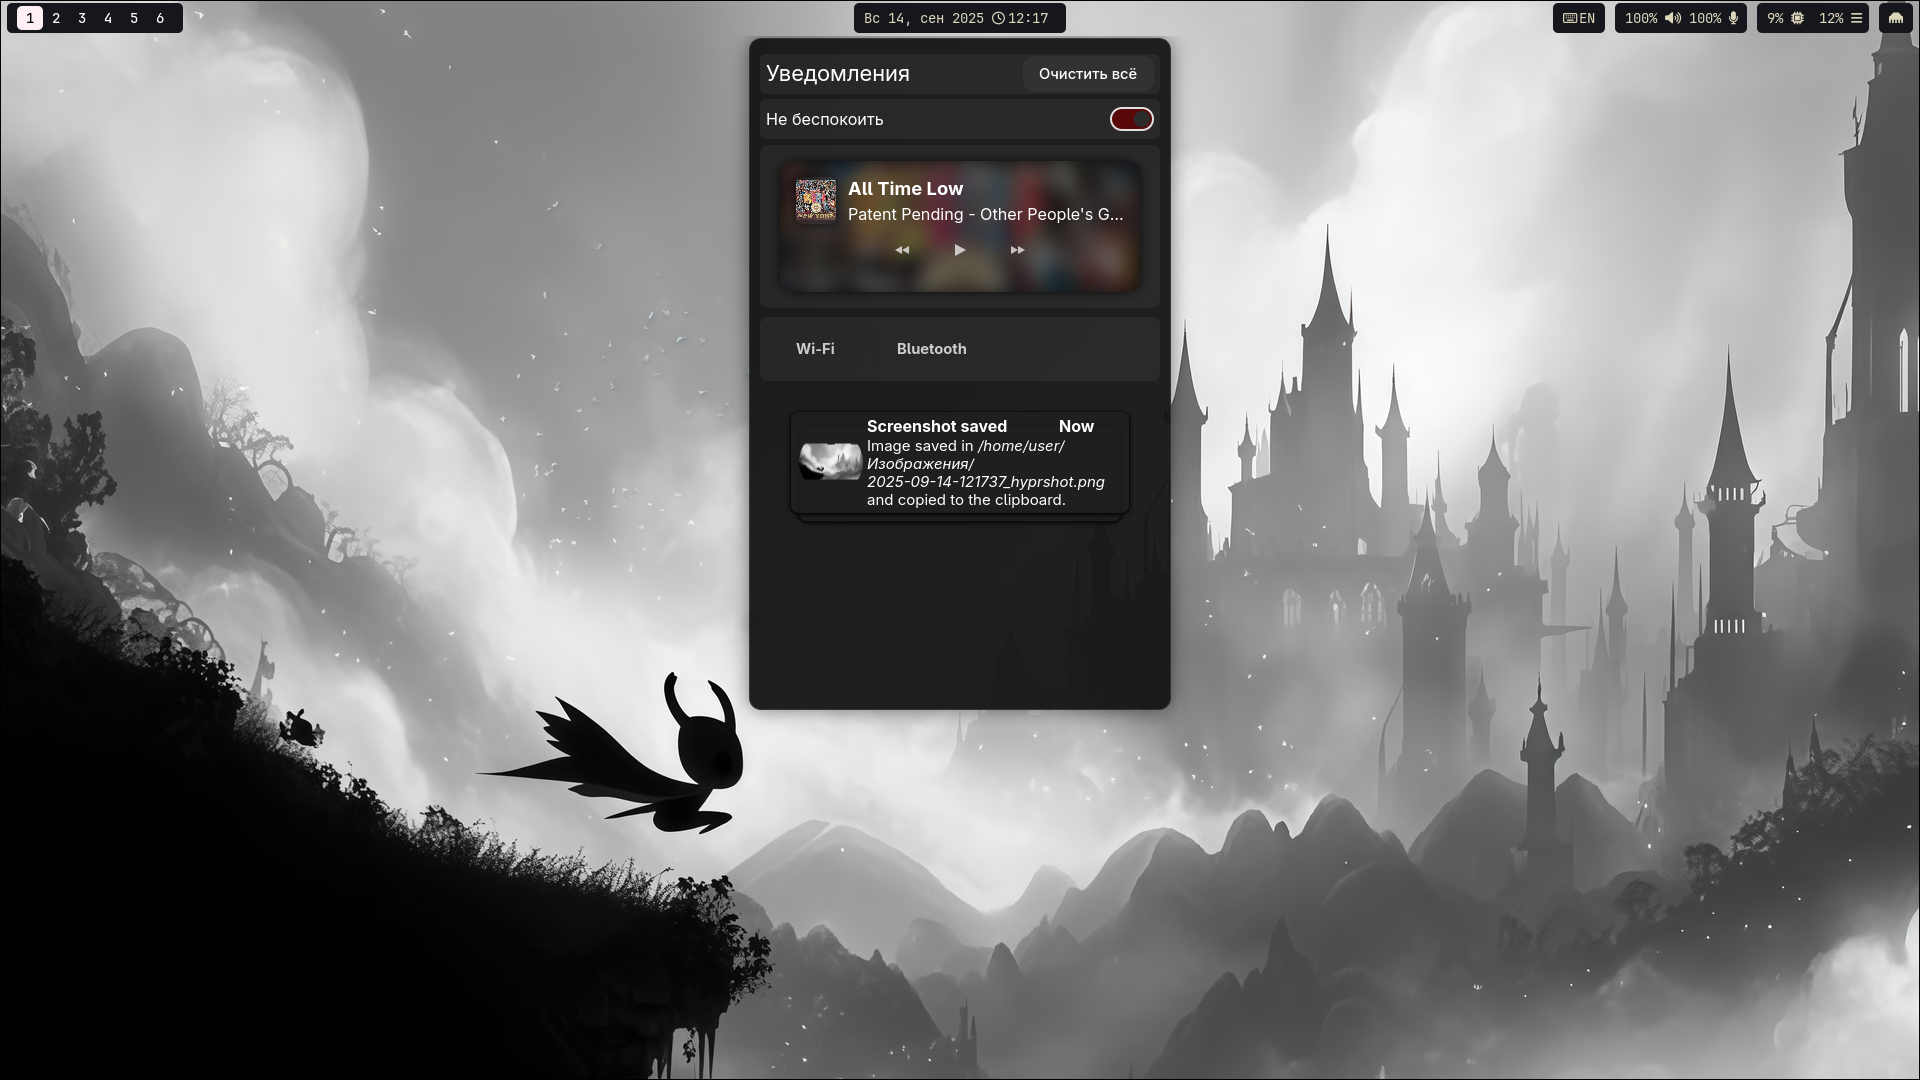 1 2 3 4 5 6
Вс 14, сен 2025 12:17
EN
100% 100%
9% 12%
Уведомления
Очистить всё
Не беспокоить
All Time Low
Patent Pending - Other People's G...
Wi-Fi Bluetooth
Screenshot saved Now
Image saved in /home/user/
Изображения/
2025-09-14-121737_hyprshot.png
and copied to the clipboard.